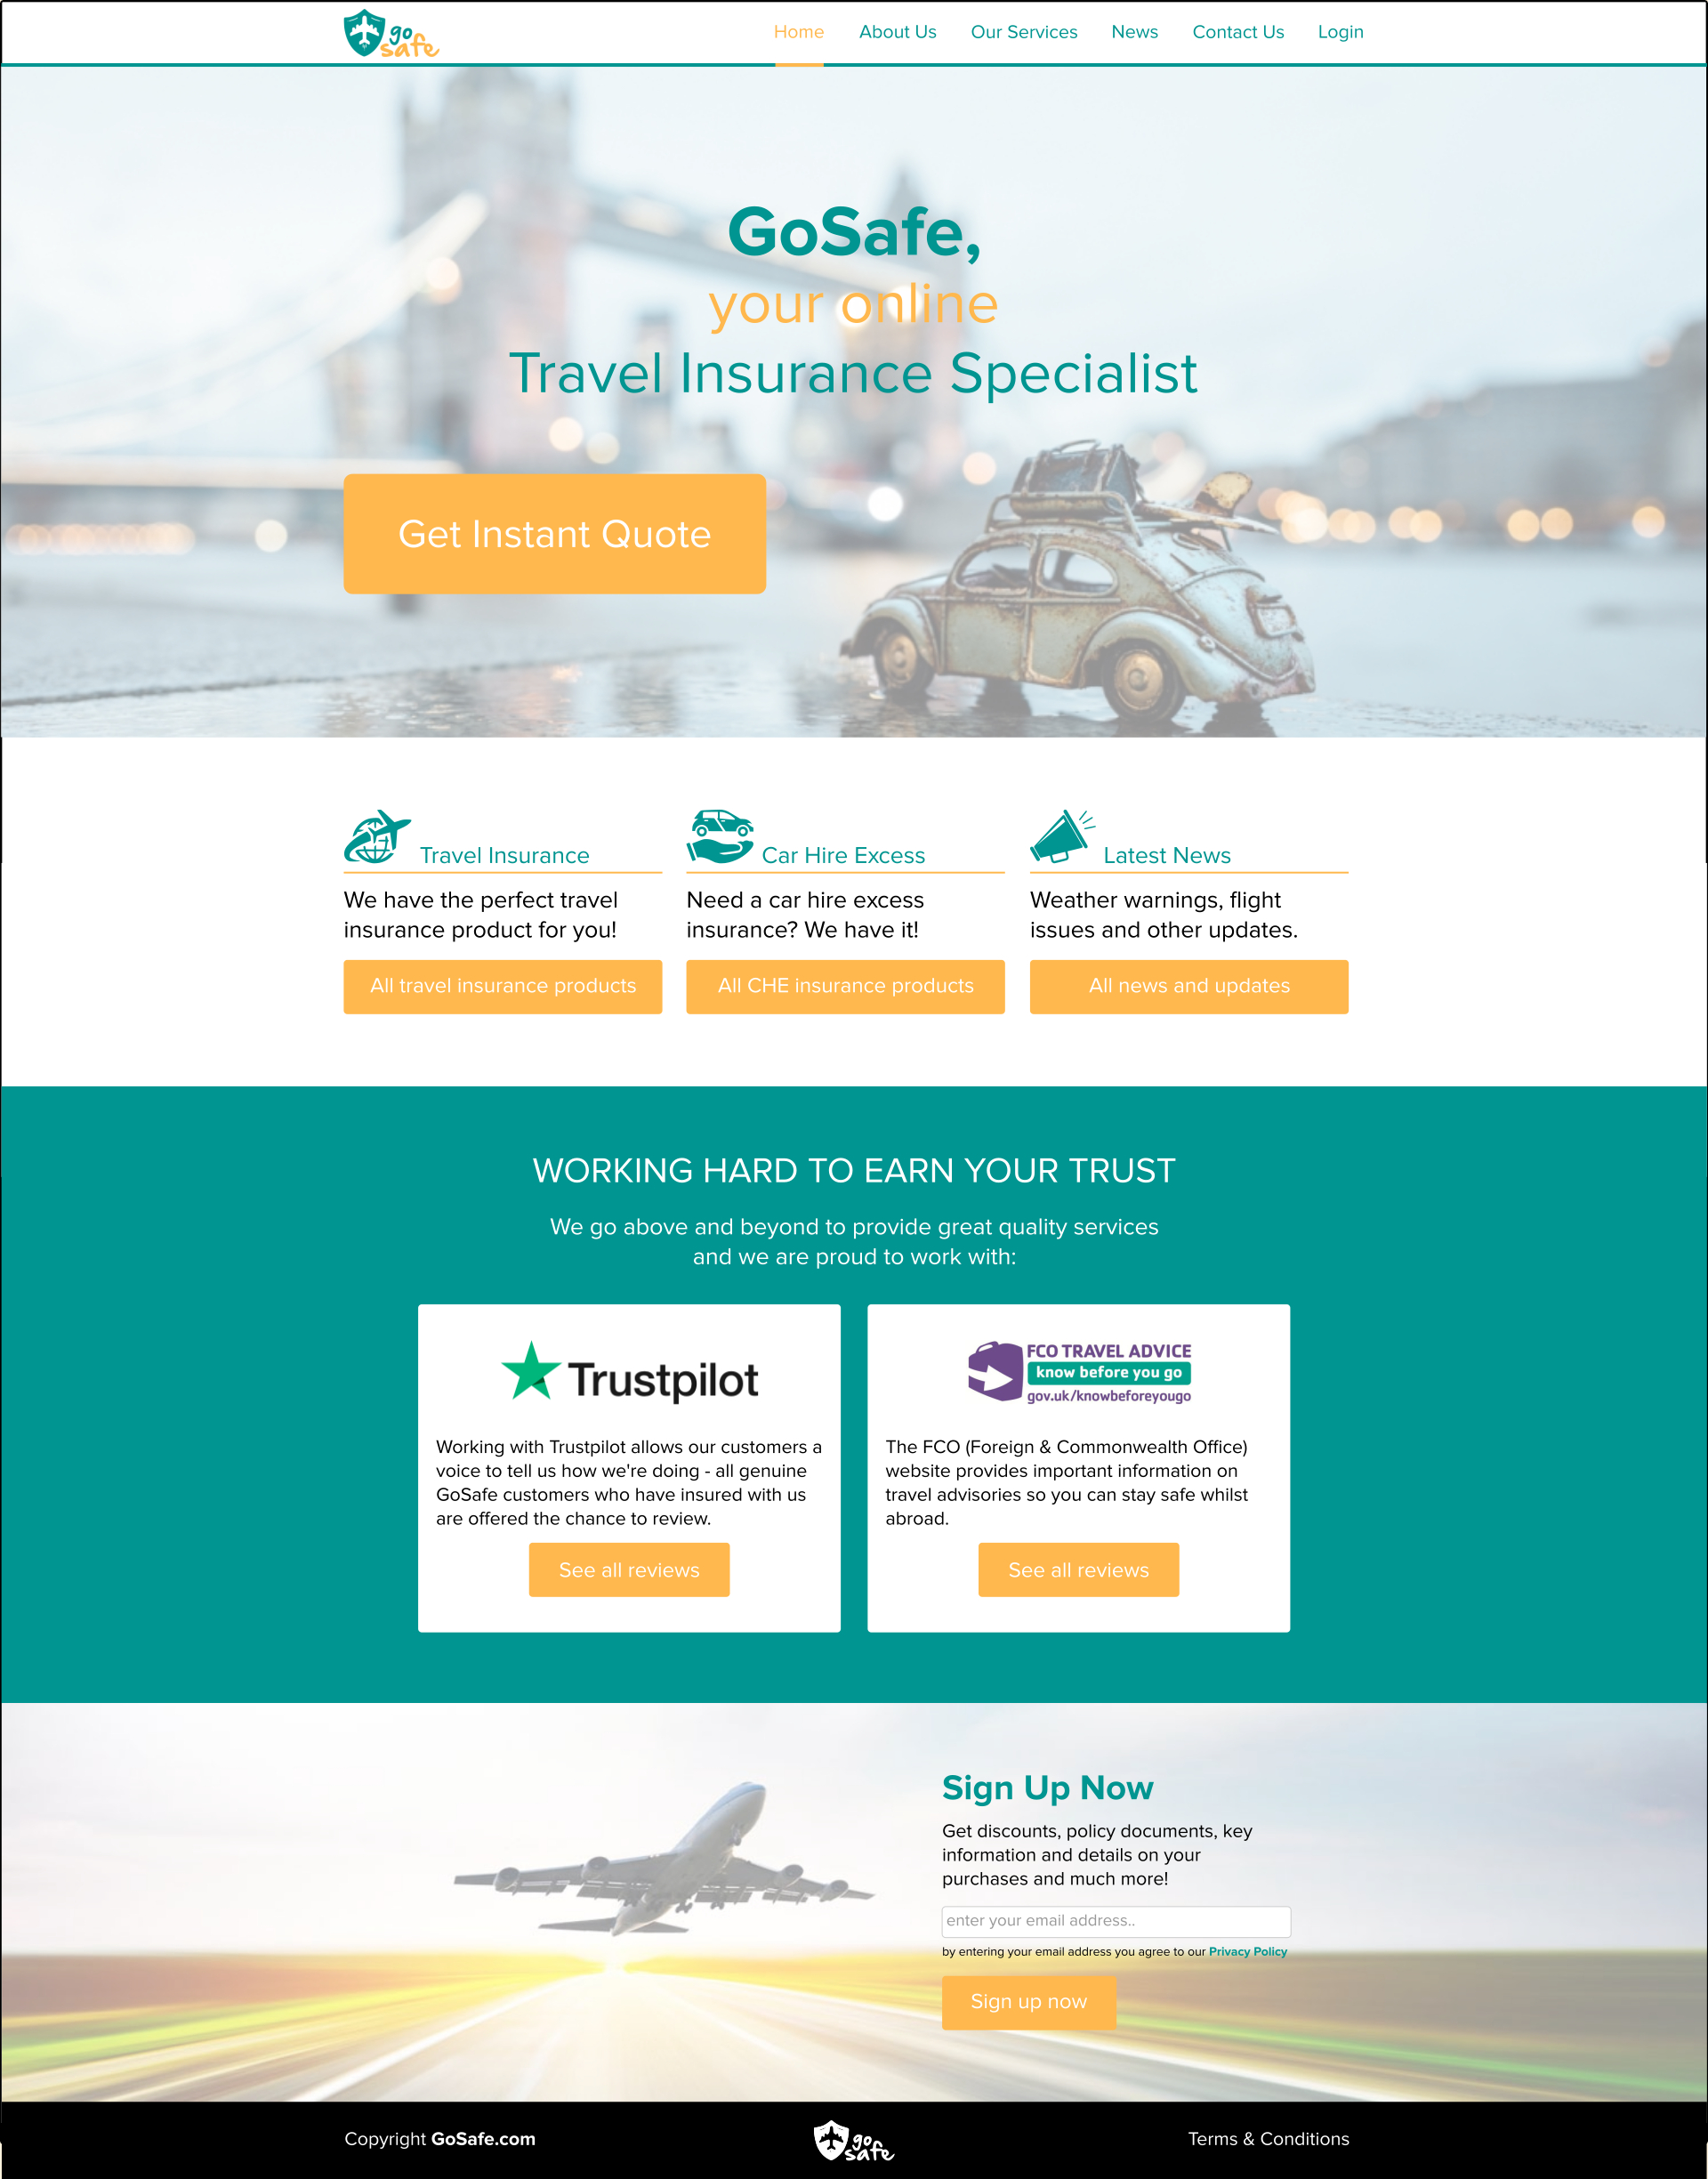 go
safe
Home About Us Our Services News Contact Us Login
GoSafe,
your online
Travel Insurance Specialist
Get Instant Quote
Travel Insurance
We have the perfect travel
insurance product for you!
All travel insurance products
Car Hire Excess
Need a car hire excess
insurance? We have it!
All CHE insurance products
Latest News
Weather warnings, flight
issues and other updates.
All news and updates
WORKING HARD TO EARN YOUR TRUST
We go above and beyond to provide great quality services
and we are proud to work with:
Trustpilot
Working with Trustpilot allows our customers a
voice to tell us how we're doing - all genuine
GoSafe customers who have insured with us
are offered the chance to review.
See all reviews
FCO TRAVEL ADVICE
know before you go
gov.uk/knowbeforeyougo
The FCO (Foreign & Commonwealth Office)
website provides important information on
travel advisories so you can stay safe whilst
abroad.
See all reviews
Sign Up Now
Get discounts, policy documents, key
information and details on your
purchases and much more!
enter your email address..
by entering your email address you agree to our Privacy Policy
Sign up now
Copyright GoSafe.com
go
safe
Terms & Conditions